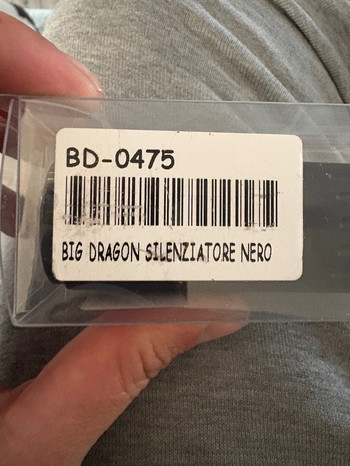 BD-0475
BIG DRAGON SILENZIATORE NERO